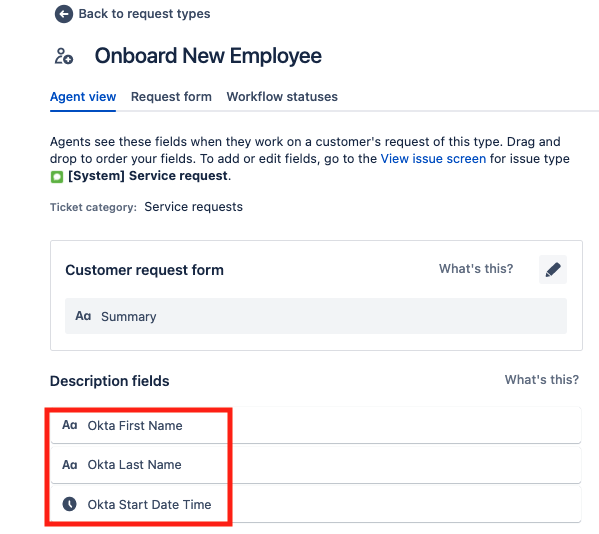 Back to request types
Onboard New Employee
Agent view Request form Workflow statuses
Agents see these fields when they work on a customer's request of this type. Drag and
drop to order your fields. To add or edit fields, go to the View issue screen for issue type
[System] Service request.
Ticket category: Service requests
Customer request form What's this?
Aa Summary
Description fields What's this?
Aa Okta First Name
Aa Okta Last Name
Okta Start Date Time